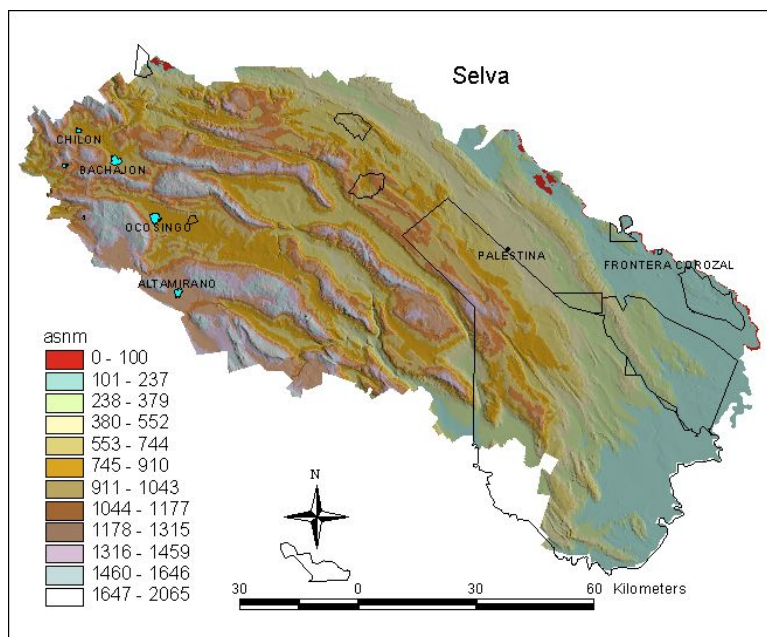 Selva
CHILON
BACHAJON
OCOSINGO
PALESTINA
FRONTERA COROZAL
ALTAMIRANO
asnm
0 - 100
101 - 237
238 - 379
380 - 552
553 - 744
745 - 910
911 - 1043
1044 - 1177
1178 - 1315
1316 - 1459
1460 - 1646
1647 - 2065
N
30 0 30 60 Kilometers